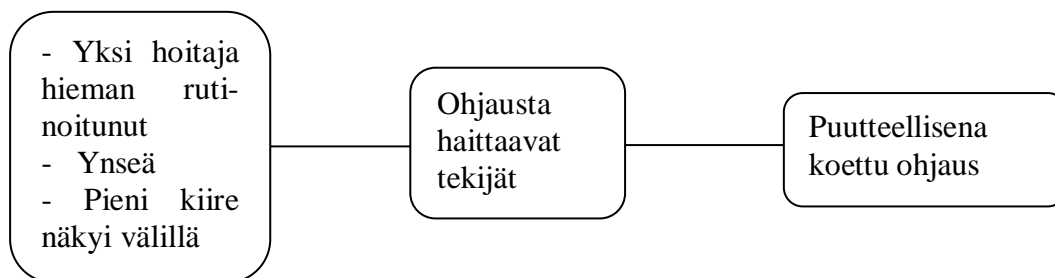 - Yksi hoitaja
hieman ruti-
noitunut
- Ynseä
- Pieni kiire
näkyi välillä
Ohjausta
haittaavat
tekijät
Puutteellisena
koettu ohjaus